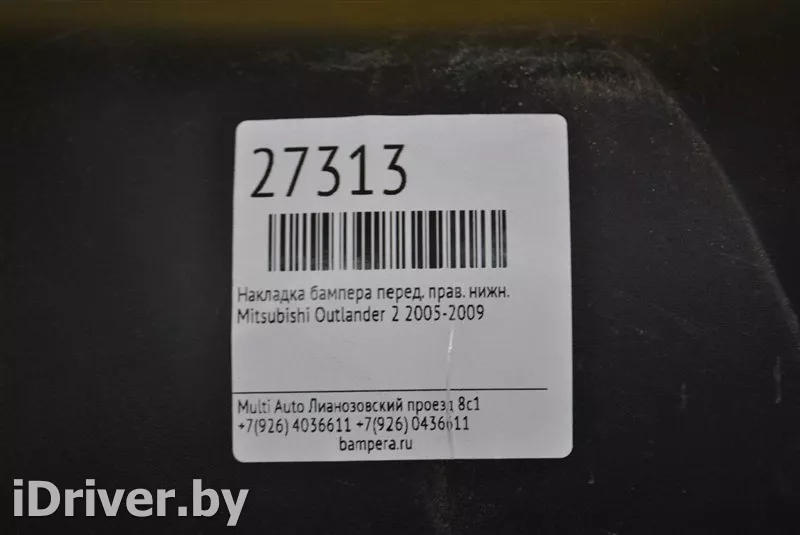 27313
Накладка бампера перед. прав. нижн.
Mitsubishi Outlander 2 2005-2009
Multi Auto Лианозовский проезд 8с1
+7(926) 4036611 +7(926) 0436611
bampera.ru
iDriver.by